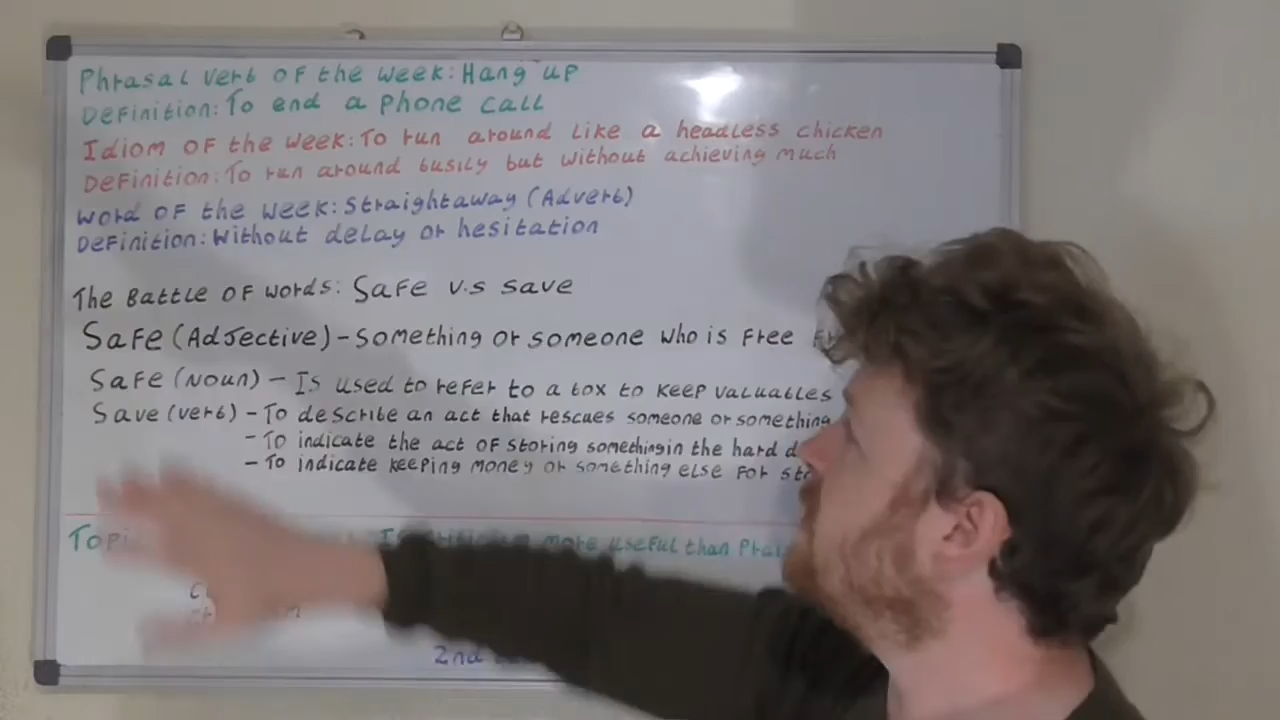 Phrasal verb of the week: Hang up
Definition: To end a phone call
Idiom of the week: To run around like a headless chicken
Definition: To run around busily but without achieving much
Word of the week: Straightaway (Adverb)
Definition: Without delay or hesitation
The Battle of words: Safe v.s save
Safe (Adjective) - Something or someone who is free
Safe (Noun) - Is used to refer to a box to keep valuables
Save (verb) - To describe an act that rescues someone or something
- To indicate the act of storing something in the hard
- To indicate keeping money or something else for
more useful than
2nd